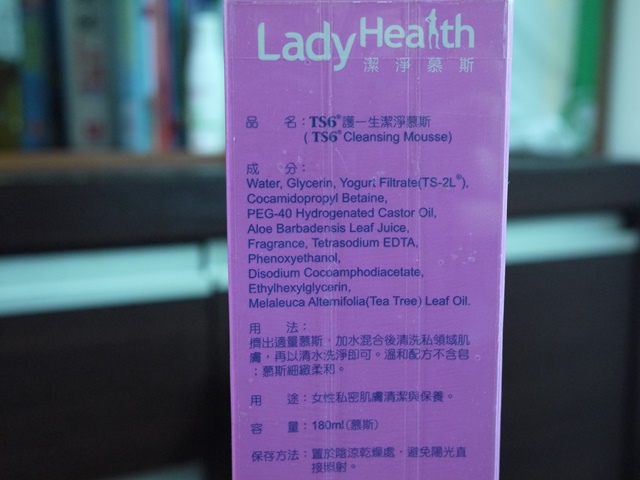 Lady Health
潔淨慕斯
品 名：TS6®護一生潔淨慕斯
( TS6® Cleansing Mousse)
成 分：
Water, Glycerin, Yogurt Filtrate(TS-2L®),
Cocamidopropyl Betaine,
PEG-40 Hydrogenated Castor Oil,
Aloe Barbadensis Leaf Juice,
Fragrance, Tetrasodium EDTA,
Phenoxyethanol,
Disodium Cocoamphodiacetate,
Ethylhexylglycerin,
Melaleuca Alternifolia(Tea Tree) Leaf Oil.
用 法：
擠出適量慕斯，加水混合後清洗私領域肌
膚，再以清水洗淨即可。溫和配方不含皂
；慕斯細緻柔和。
用 途：女性私密肌膚清潔與保養。
容 量：180ml（慕斯）
保存方法：置於陰涼乾燥處，避免陽光直
接照射。